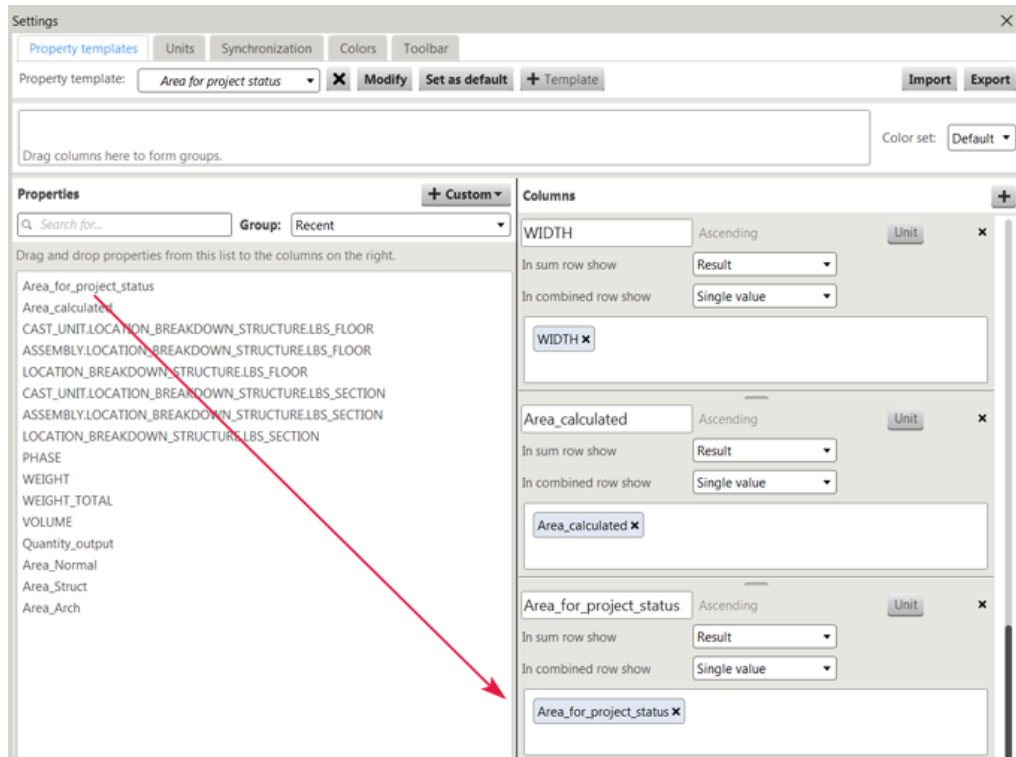 Settings
Property templates Units Synchronization Colors Toolbar
Property template: Area for project status Modify Set as default + Template Import Export
Drag columns here to form groups.
Color set: Default
Properties + Custom
Search for... Group: Recent
Drag and drop properties from this list to the columns on the right.
Area_for_project_status
Area_calculated
CAST_UNIT.LOCATION_BREAKDOWN_STRUCTURE.LBS_FLOOR
ASSEMBLY.LOCATION_BREAKDOWN_STRUCTURE.LBS_FLOOR
LOCATION_BREAKDOWN_STRUCTURE.LBS_FLOOR
CAST_UNIT.LOCATION_BREAKDOWN_STRUCTURE.LBS_SECTION
ASSEMBLY.LOCATION_BREAKDOWN_STRUCTURE.LBS_SECTION
LOCATION_BREAKDOWN_STRUCTURE.LBS_SECTION
PHASE
WEIGHT
WEIGHT_TOTAL
VOLUME
Quantity_output
Area_Normal
Area_Struct
Area_Arch
Columns +
WIDTH Ascending Unit
In sum row show Result
In combined row show Single value
WIDTH
Area_calculated Ascending Unit
In sum row show Result
In combined row show Single value
Area_calculated
Area_for_project_status Ascending Unit
In sum row show Result
In combined row show Single value
Area_for_project_status